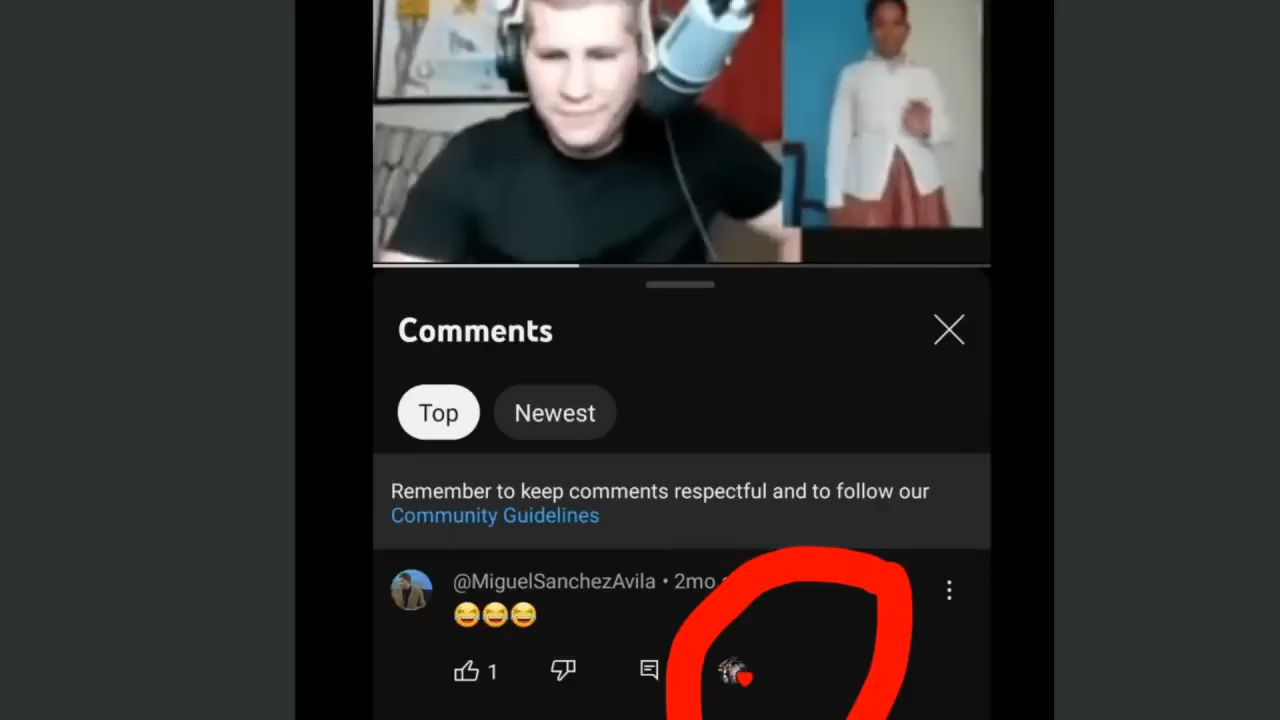 Comments
Top Newest
Remember to keep comments respectful and to follow our
Community Guidelines
@MiguelSanchezAvila • 2mo
😂😂😂
1